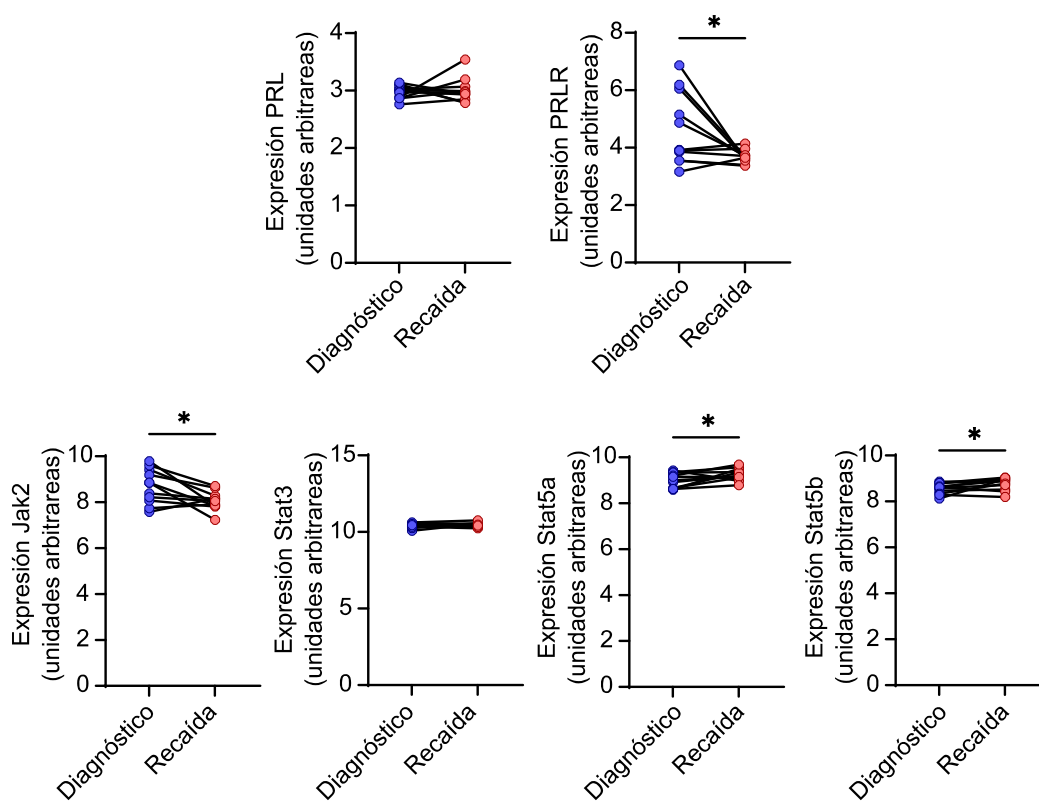 Expresión PRL
(unidades arbitrareas)
4
3
2
1
0
Diagnóstico
Recaída
Expresión PRLR
(unidades arbitrareas)
*
8
6
4
2
0
Diagnóstico
Recaída
Expresión Jak2
(unidades arbitrareas)
*
10
8
6
4
2
0
Diagnóstico
Recaída
Expresión Stat3
(unidades arbitrareas)
15
10
5
0
Diagnóstico
Recaída
Expresión Stat5a
(unidades arbitrareas)
*
10
8
6
4
2
0
Diagnóstico
Recaída
Expresión Stat5b
(unidades arbitrareas)
*
10
8
6
4
2
0
Diagnóstico
Recaída